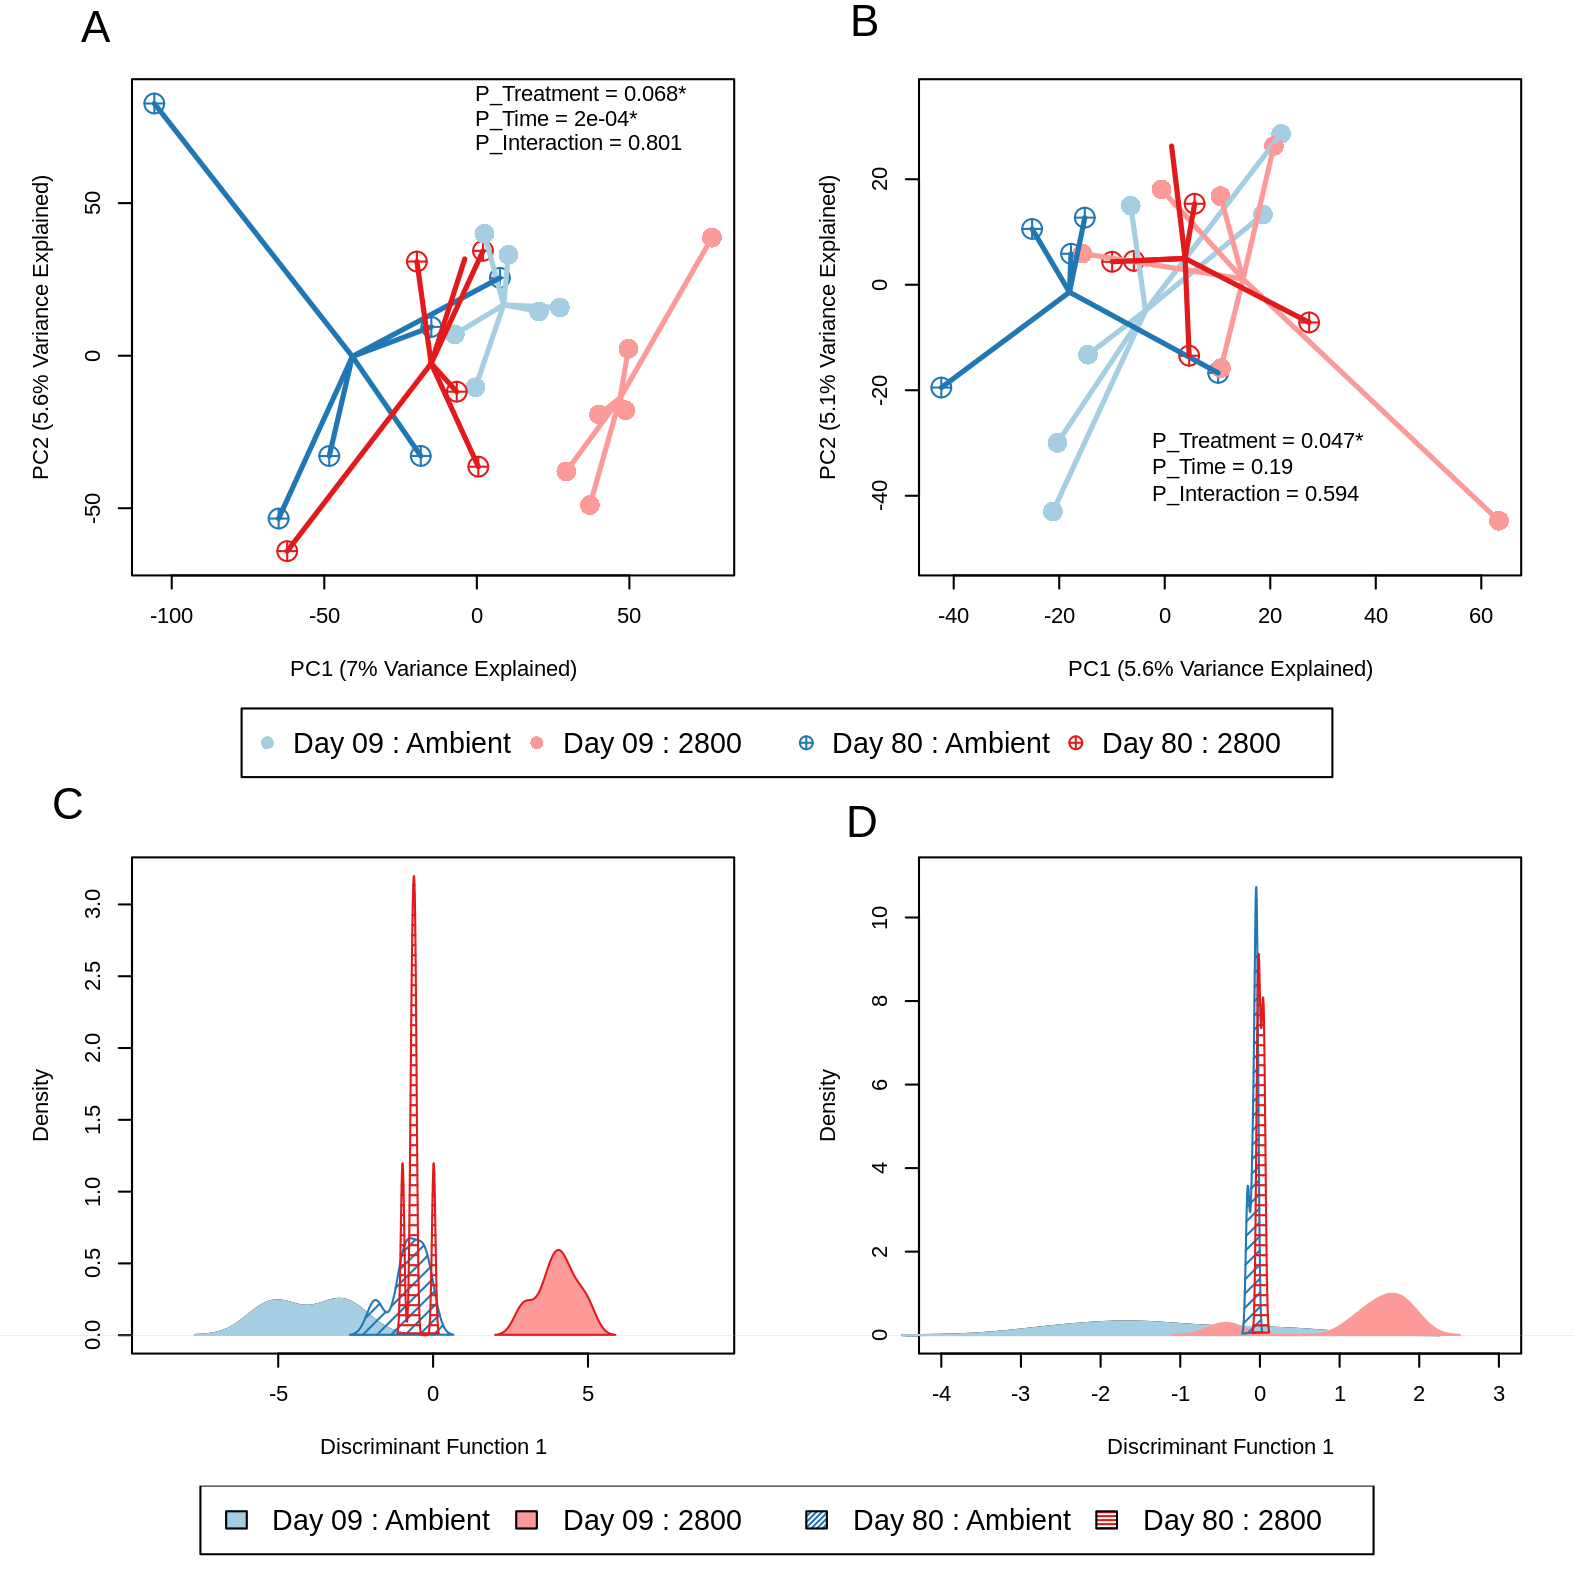 A
P_Treatment = 0.068*
P_Time = 2e-04*
P_Interaction = 0.801
PC2 (5.6% Variance Explained)
50
0
-50
-100
-50
0
50
PC1 (7% Variance Explained)
B
PC2 (5.1% Variance Explained)
20
0
-20
-40
P_Treatment = 0.047*
P_Time = 0.19
P_Interaction = 0.594
-40
-20
0
20
40
60
PC1 (5.6% Variance Explained)
Day 09 : Ambient Day 09 : 2800 Day 80 : Ambient Day 80 : 2800
C
Density
3.0
2.5
2.0
1.5
1.0
0.5
0.0
-5
0
5
Discriminant Function 1
D
Density
10
8
6
4
2
0
-4
-3
-2
-1
0
1
2
3
Discriminant Function 1
Day 09 : Ambient Day 09 : 2800 Day 80 : Ambient Day 80 : 2800